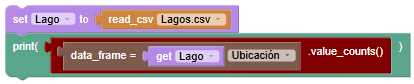 set Lago to read_csv Lagos.csv
print( data_frame = get Lago Ubicación .value_counts() )